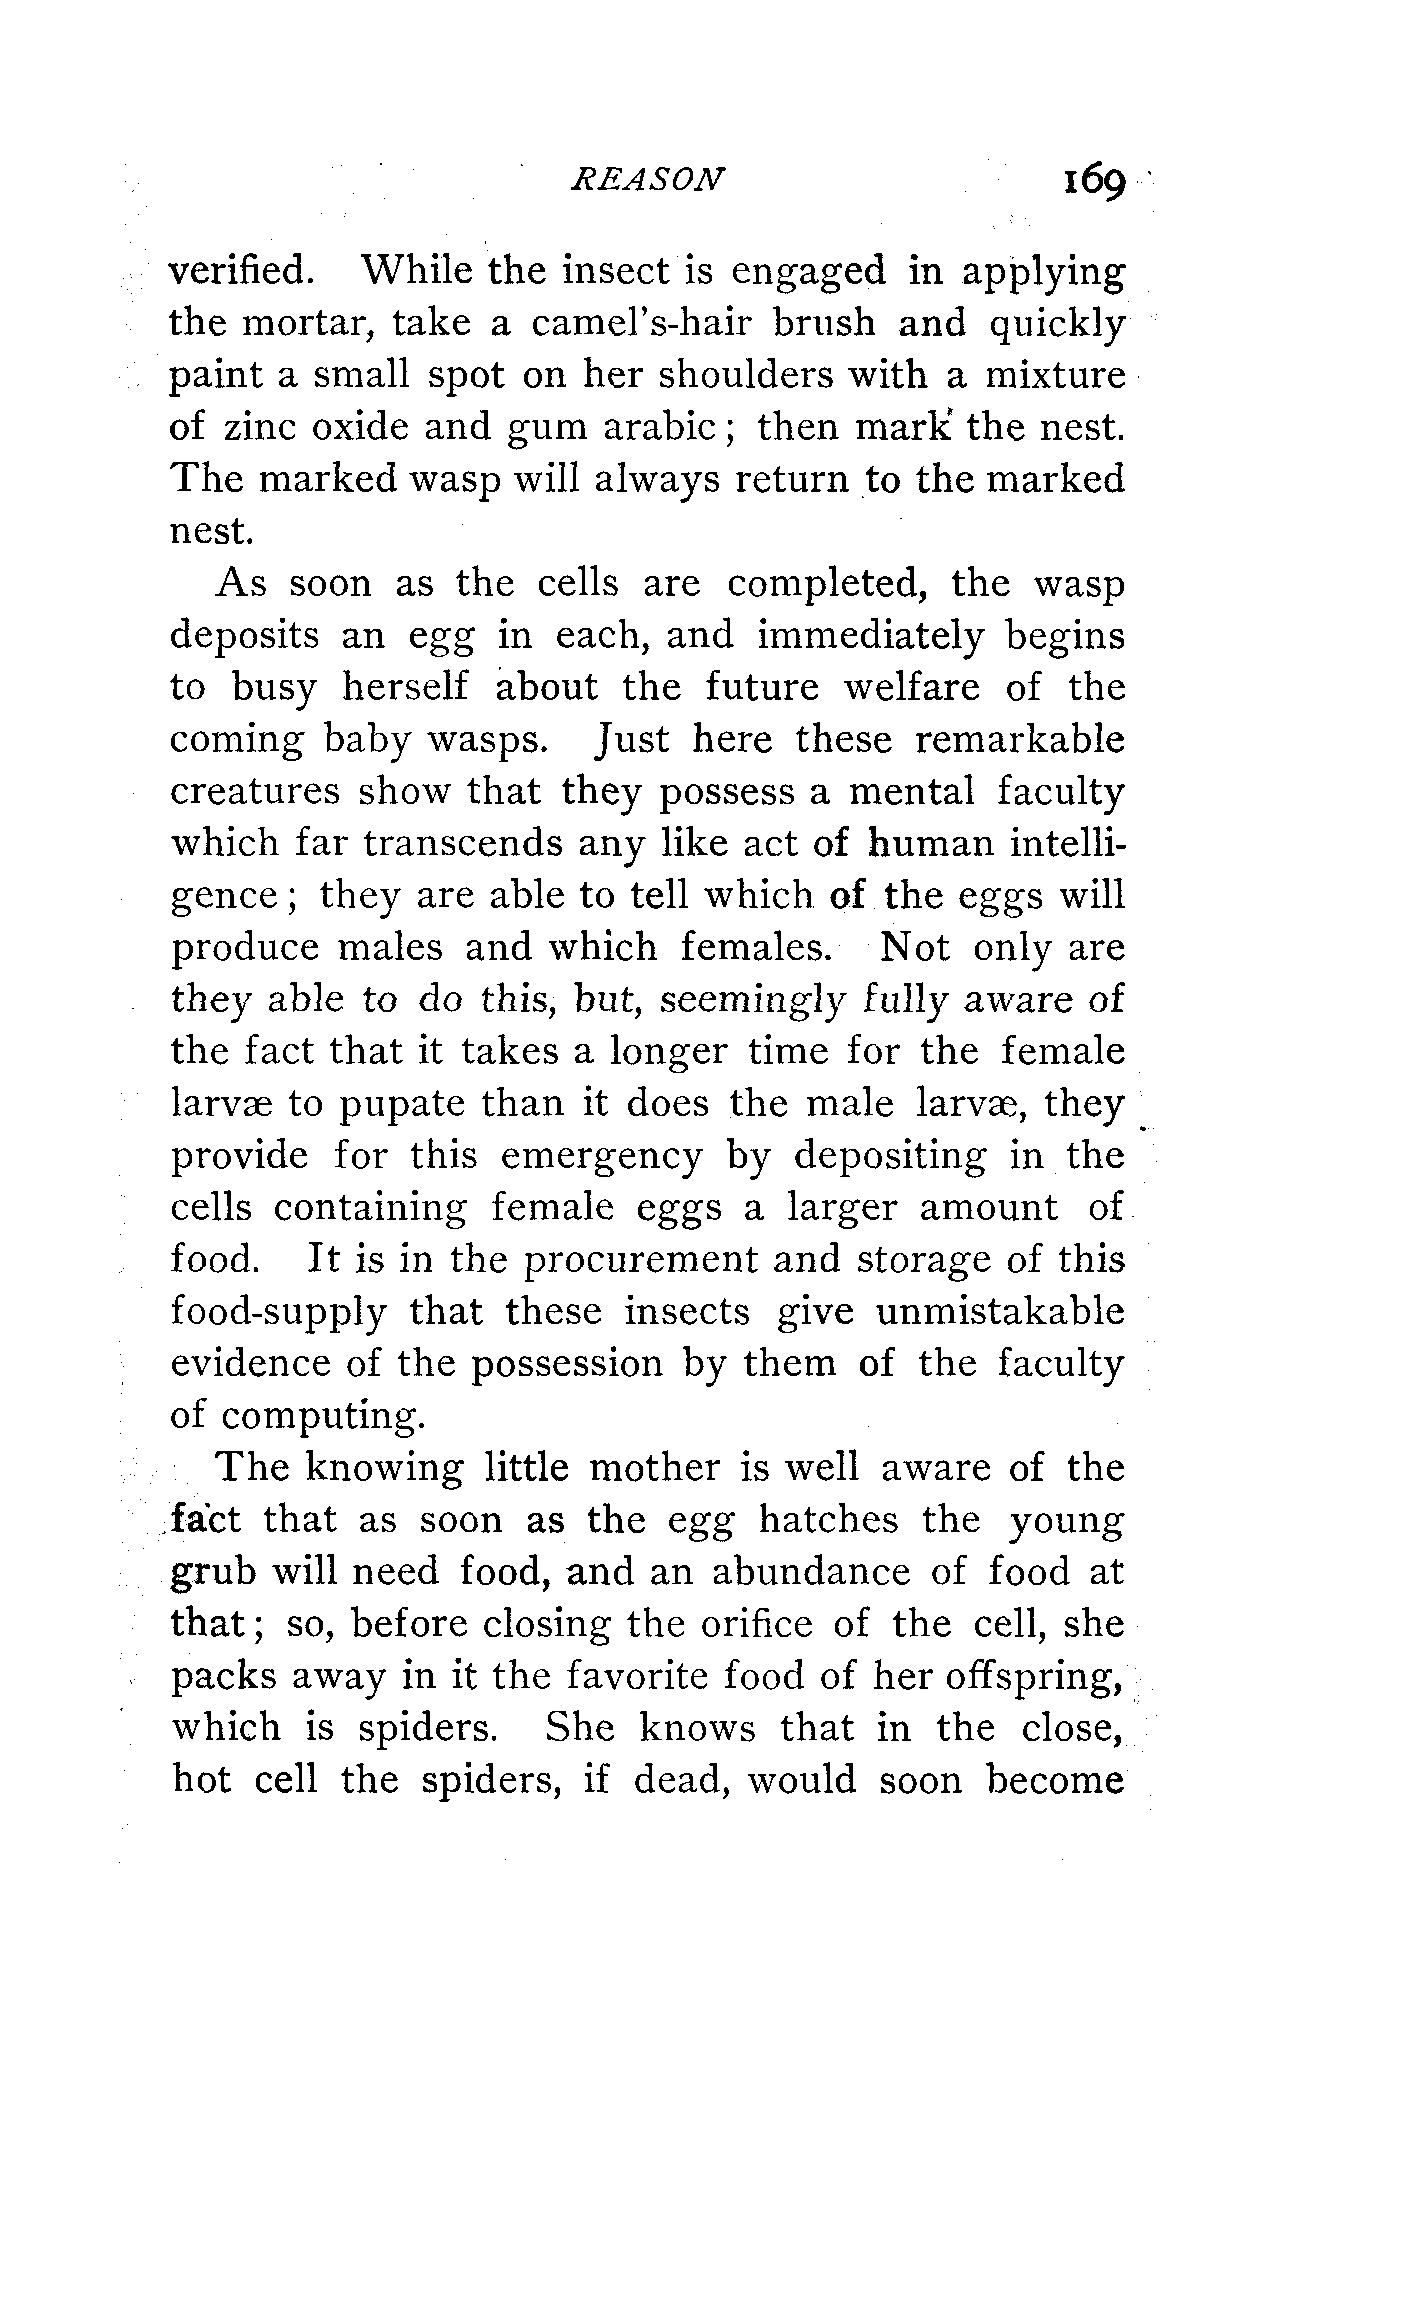 REASON 169
verified. While the insect is engaged in applying
the mortar, take a camel's-hair brush and quickly
paint a small spot on her shoulders with a mixture
of zinc oxide and gum arabic ; then mark the nest.
The marked wasp will always return to the marked
nest.
As soon as the cells are completed, the wasp
deposits an egg in each, and immediately begins
to busy herself about the future welfare of the
coming baby wasps. Just here these remarkable
creatures show that they possess a mental faculty
which far transcends any like act of human intelli-
gence ; they are able to tell which of the eggs will
produce males and which females. Not only are
they able to do this, but, seemingly fully aware of
the fact that it takes a longer time for the female
larvæ to pupate than it does the male larvæ, they
provide for this emergency by depositing in the
cells containing female eggs a larger amount of
food. It is in the procurement and storage of this
food-supply that these insects give unmistakable
evidence of the possession by them of the faculty
of computing.
The knowing little mother is well aware of the
fact that as soon as the egg hatches the young
grub will need food, and an abundance of food at
that ; so, before closing the orifice of the cell, she
packs away in it the favorite food of her offspring,
which is spiders. She knows that in the close,
hot cell the spiders, if dead, would soon become